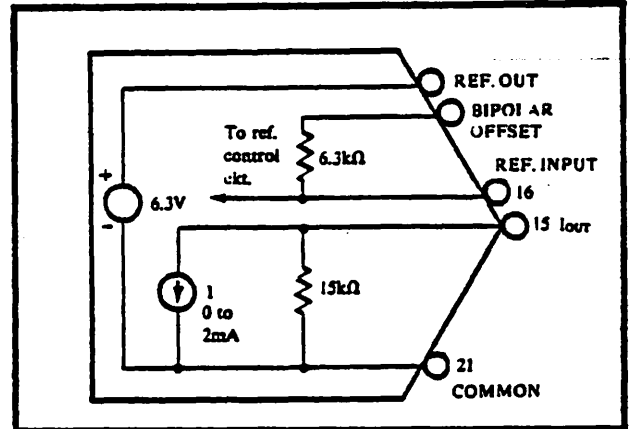 REF. OUT
BIPOLAR
OFFSET
To ref.
control
ckt.
6.3kΩ
REF. INPUT
16
+
6.3V
-
15 IOUT
1
0 to
2mA
15kΩ
21
COMMON